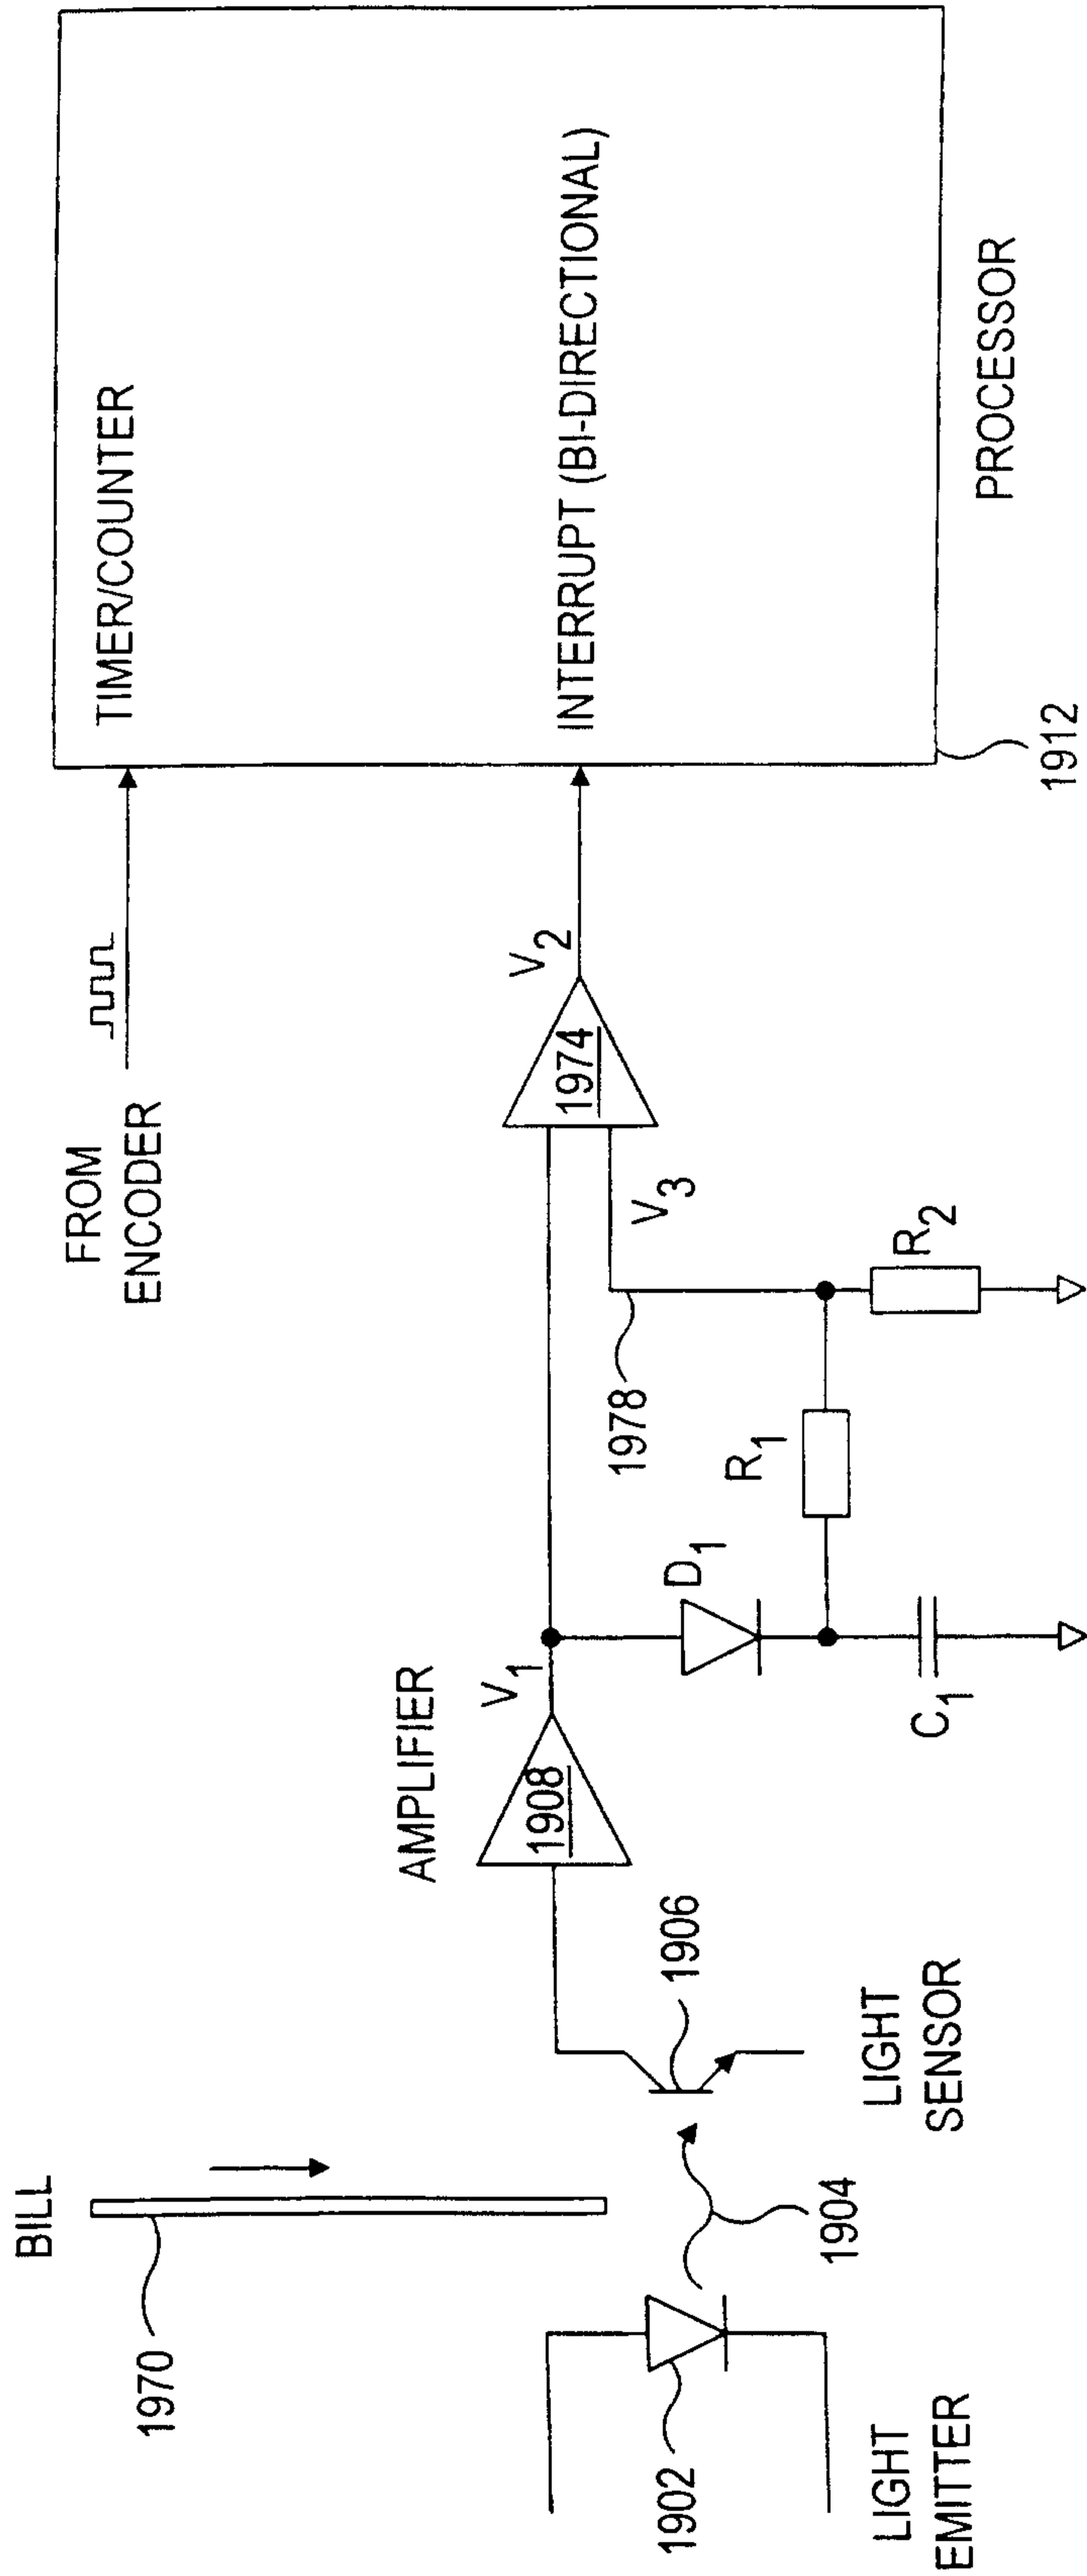 BILL
1970
FROM
ENCODER
TIMER/COUNTER
INTERRUPT (BI-DIRECTIONAL)
PROCESSOR
1912
AMPLIFIER
1908
V1
1974
V2
V3
1978
D1
R1
R2
C1
1906
LIGHT
SENSOR
1904
1902
LIGHT
EMITTER